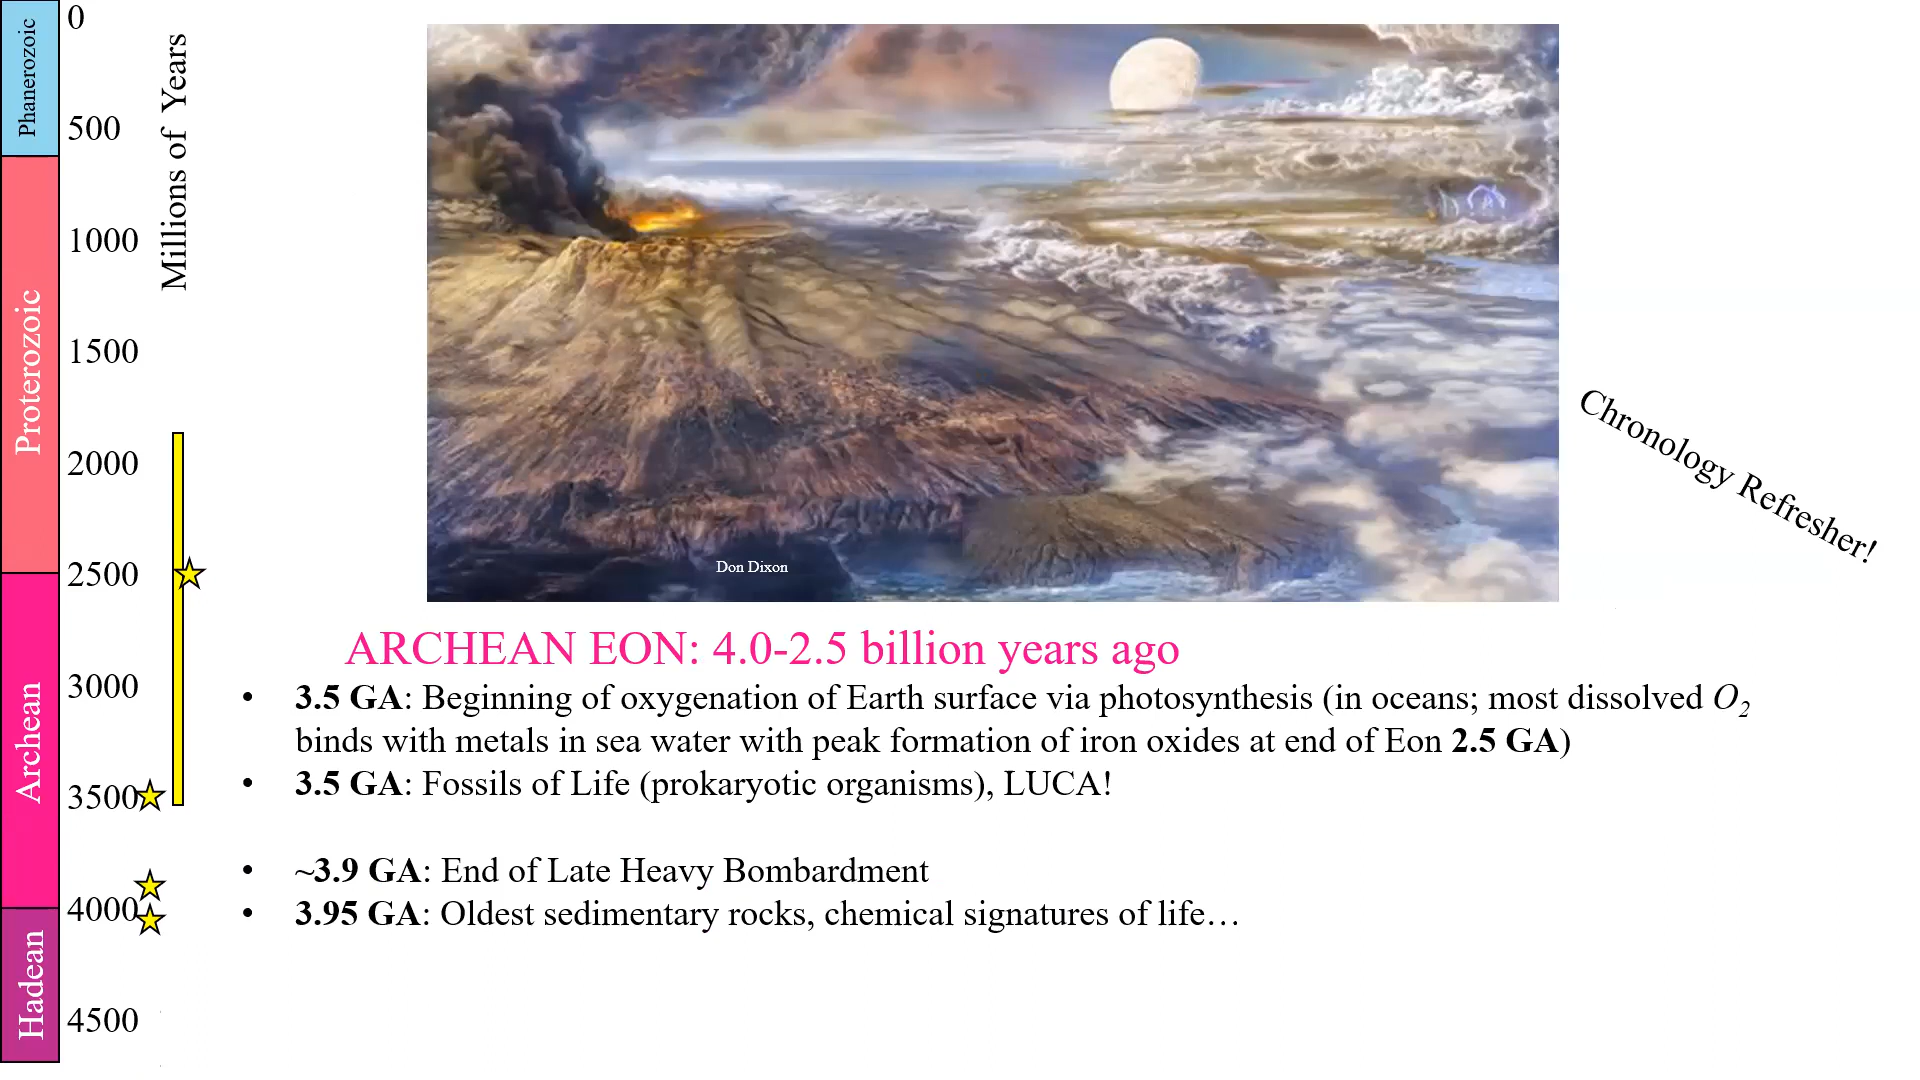 0
500
1000
1500
2000
2500
3000
3500
4000
4500
Millions of Years
Phanerozoic
Proterozoic
Archean
Hadean
Don Dixon
Chronology Refresher!
ARCHEAN EON: 4.0-2.5 billion years ago
• 3.5 GA: Beginning of oxygenation of Earth surface via photosynthesis (in oceans; most dissolved O₂
binds with metals in sea water with peak formation of iron oxides at end of Eon 2.5 GA)
• 3.5 GA: Fossils of Life (prokaryotic organisms), LUCA!
• ~3.9 GA: End of Late Heavy Bombardment
• 3.95 GA: Oldest sedimentary rocks, chemical signatures of life…